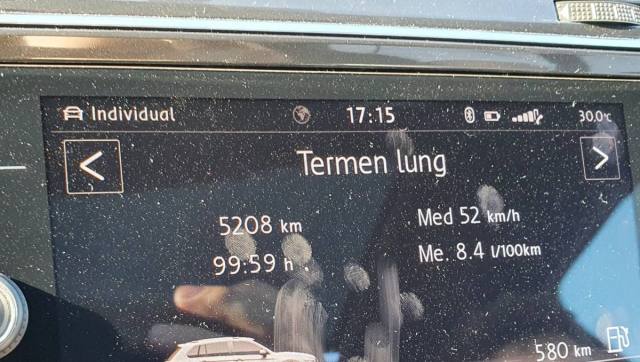 Individual 17:15 30.0°C
< Termen lung >
5208 km Med 52 km/h
99:59 h Me. 8.4 l/100km
580 km